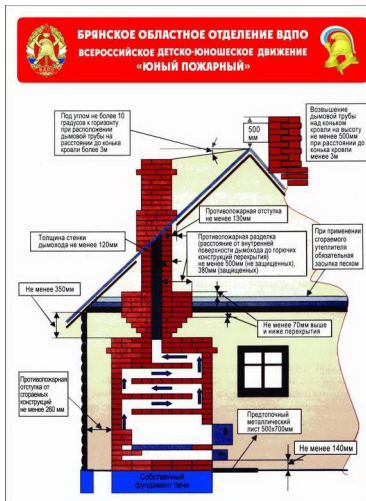 БРЯНСКОЕ ОБЛАСТНОЕ ОТДЕЛЕНИЕ ВДПО
ВСЕРОССИЙСКОЕ ДЕТСКО-ЮНОШЕСКОЕ ДВИЖЕНИЕ
«ЮНЫЙ ПОЖАРНЫЙ»
Под углом не более 10
градусов к горизонту
при расположении
дымовой трубы на
расстоянии до конька
кровли более 3м
500
мм
Возвышение
дымовой трубы
над коньком
кровли на высоту
не менее 500мм
при расстоянии
до конька
кровли
менее 3м
Противопожарная отступка
не менее 130мм
Толщина стенки
дымохода не менее 120мм
Противопожарная разделка
(расстояние от внутренней
поверхности дымохода до горючих
конструкций перекрытия)
не менее 500мм (не защищенных),
380мм (защищенных)
При применении
сгораемого
утеплителя
обязательная
засыпка песком
Не менее 350мм
Не менее 70мм выше
и ниже перекрытия
Противопожарная
отступка от
сгораемых
конструкций
не менее 260 мм
Предтопочный
металлический
лист 500х700мм
Не менее 140мм
Собственный
фундамент печи